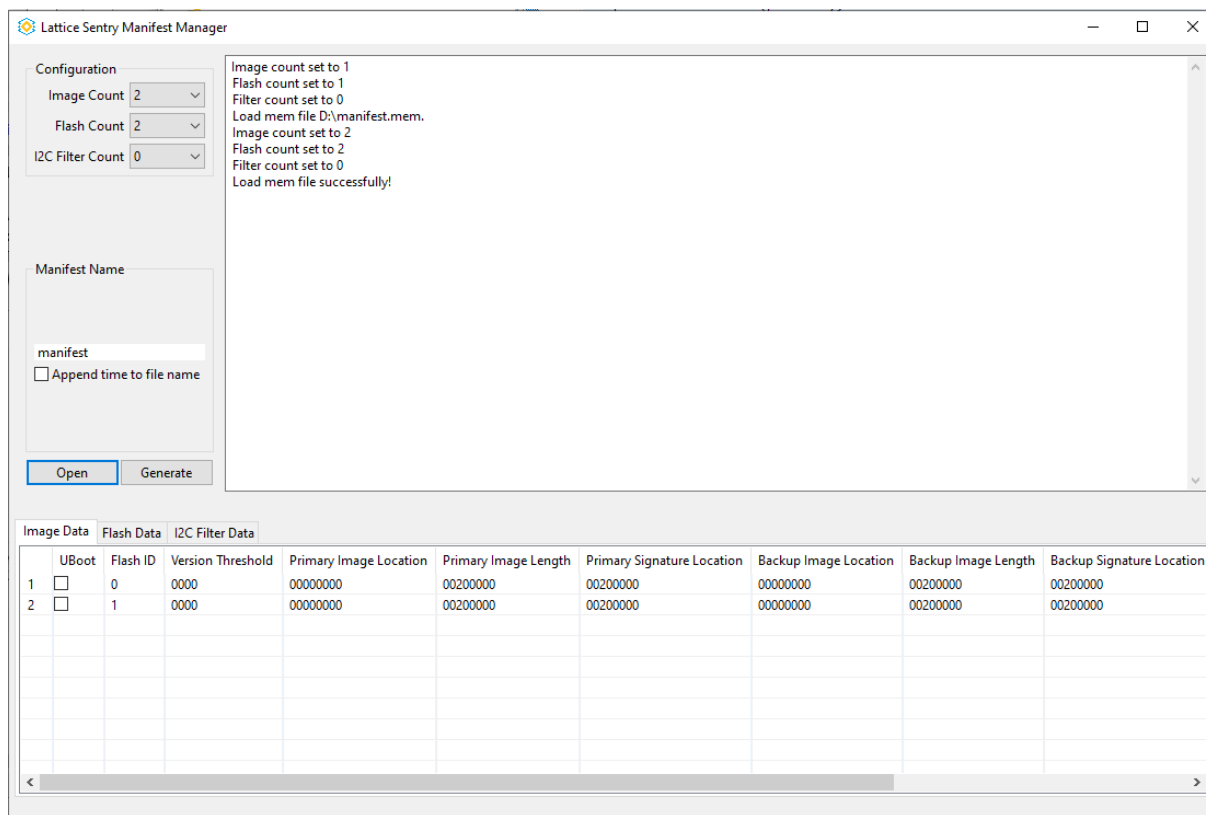 Lattice Sentry Manifest Manager
Configuration
Image Count 2
Flash Count 2
I2C Filter Count 0
Manifest Name
manifest
Append time to file name
Open Generate
Image count set to 1
Flash count set to 1
Filter count set to 0
Load mem file D:\manifest.mem.
Image count set to 2
Flash count set to 2
Filter count set to 0
Load mem file successfully!
Image Data Flash Data I2C Filter Data
UBoot Flash ID Version Threshold Primary Image Location Primary Image Length Primary Signature Location Backup Image Location Backup Image Length Backup Signature Location
1 0 0000 00000000 00200000 00200000 00000000 00200000 00200000
2 1 0000 00000000 00200000 00200000 00000000 00200000 00200000